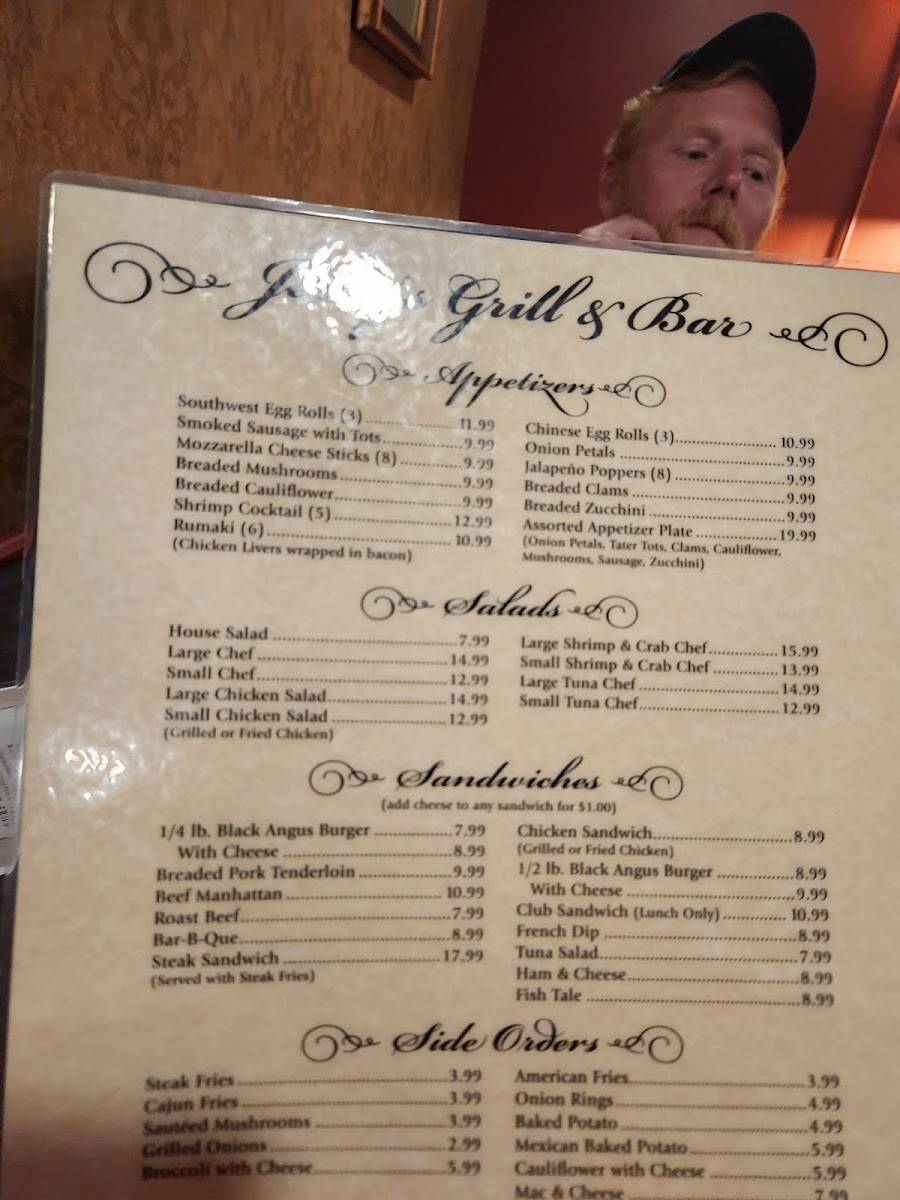 Grill & Bar
Appetizers
Southwest Egg Rolls (3) 11.99
Smoked Sausage with Tots 9.99
Mozzarella Cheese Sticks (8) 9.99
Breaded Mushrooms 9.99
Breaded Cauliflower 9.99
Shrimp Cocktail (5) 12.99
Rumaki (6) 10.99
(Chicken Livers wrapped in bacon)
Chinese Egg Rolls (3) 10.99
Onion Petals 9.99
Jalapeño Poppers (8) 9.99
Breaded Clams 9.99
Breaded Zucchini 9.99
Assorted Appetizer Plate 19.99
(Onion Petals, Tater Tots, Clams, Cauliflower,
Mushrooms, Sausage, Zucchini)
Salads
House Salad 7.99
Large Chef 14.99
Small Chef 12.99
Large Chicken Salad 14.99
Small Chicken Salad 12.99
(Grilled or Fried Chicken)
Large Shrimp & Crab Chef 15.99
Small Shrimp & Crab Chef 13.99
Large Tuna Chef 14.99
Small Tuna Chef 12.99
Sandwiches
(add cheese to any sandwich for $1.00)
1/4 lb. Black Angus Burger 7.99
With Cheese 8.99
Breaded Pork Tenderloin 9.99
Beef Manhattan 10.99
Roast Beef 7.99
Bar-B-Que 8.99
Steak Sandwich 17.99
(Served with Steak Fries)
Chicken Sandwich 8.99
(Grilled or Fried Chicken)
1/2 lb. Black Angus Burger 8.99
With Cheese 9.99
Club Sandwich (Lunch Only) 10.99
French Dip 8.99
Tuna Salad 7.99
Ham & Cheese 8.99
Fish Tale 8.99
Side Orders
Steak Fries 3.99
Cajun Fries 3.99
Sautéed Mushrooms 3.99
Grilled Onions 2.99
Broccoli with Cheese 5.99
American Fries 3.99
Onion Rings 4.99
Baked Potato 4.99
Mexican Baked Potato 5.99
Cauliflower with Cheese 5.99
Mac & Cheese 7.99